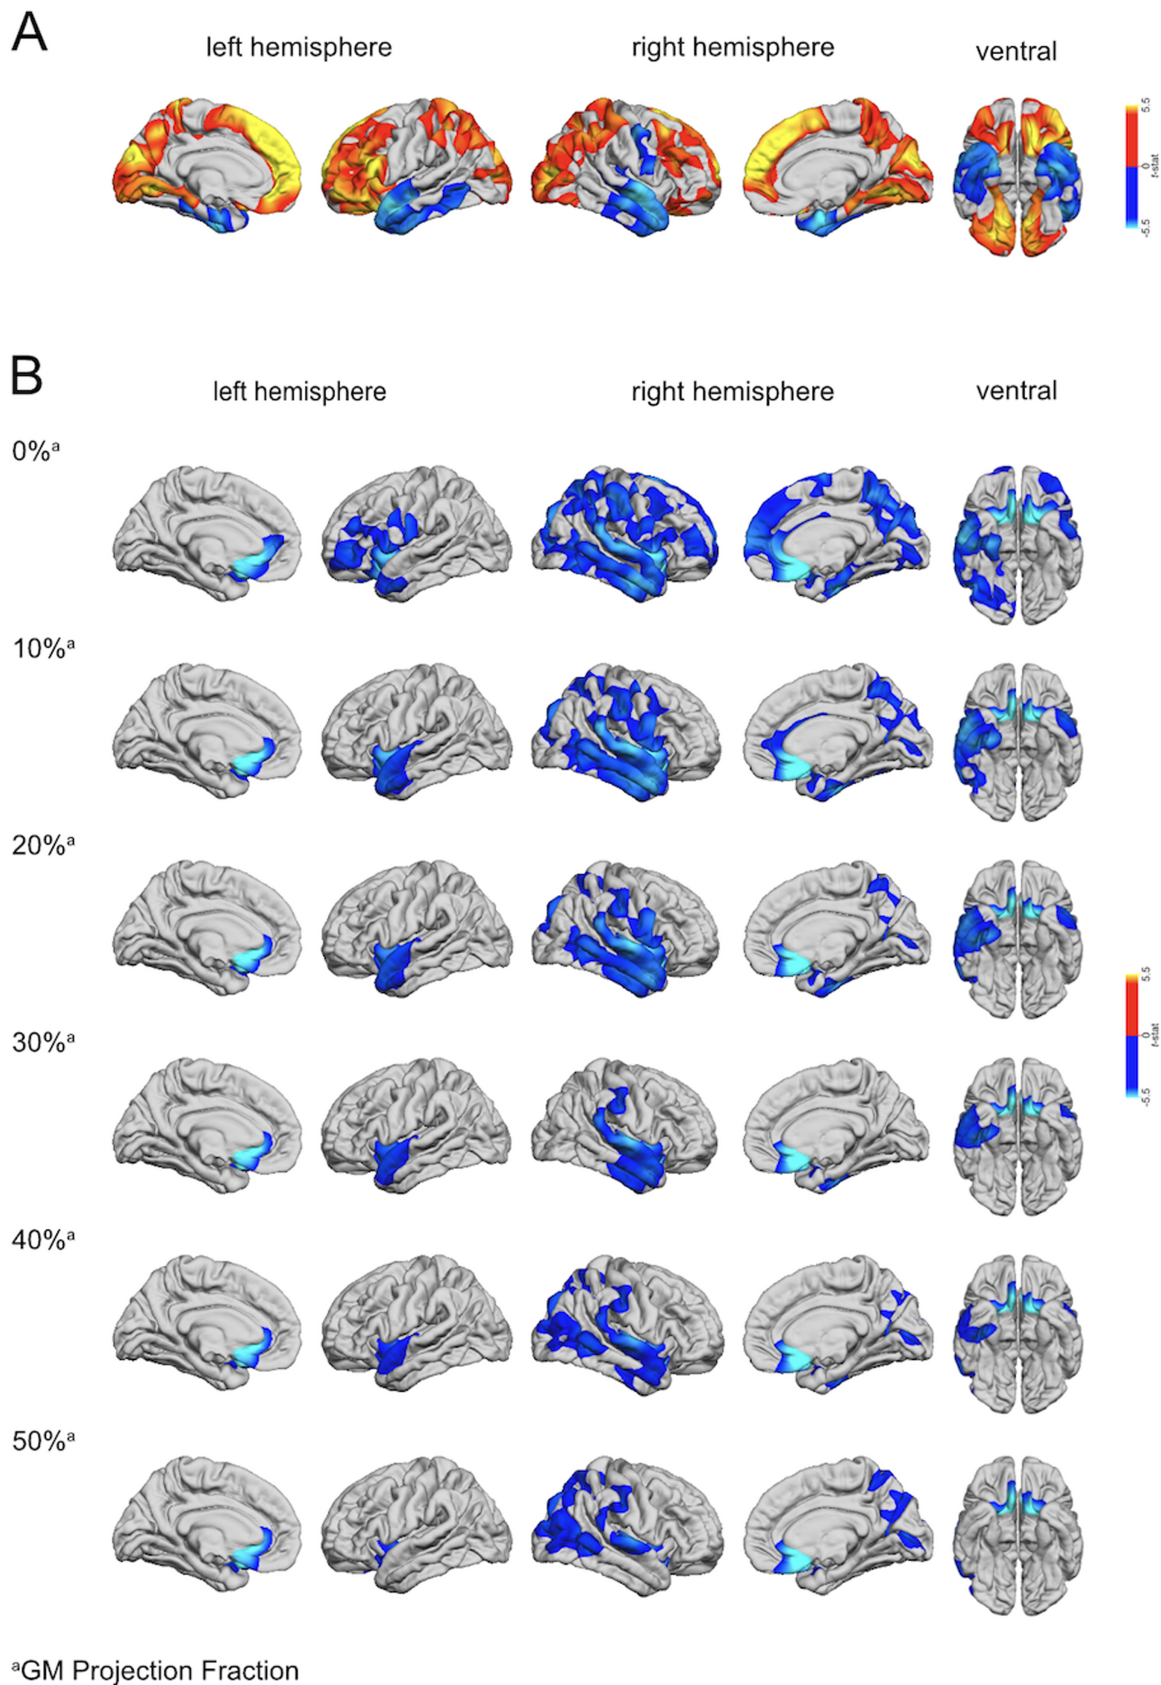 A
left hemisphere
right hemisphere
ventral
5.5
0
t-stat
-5.5
B
left hemisphere
right hemisphere
ventral
0%ᵃ
10%ᵃ
20%ᵃ
30%ᵃ
5.5
0
t-stat
-5.5
40%ᵃ
50%ᵃ
ᵃGM Projection Fraction